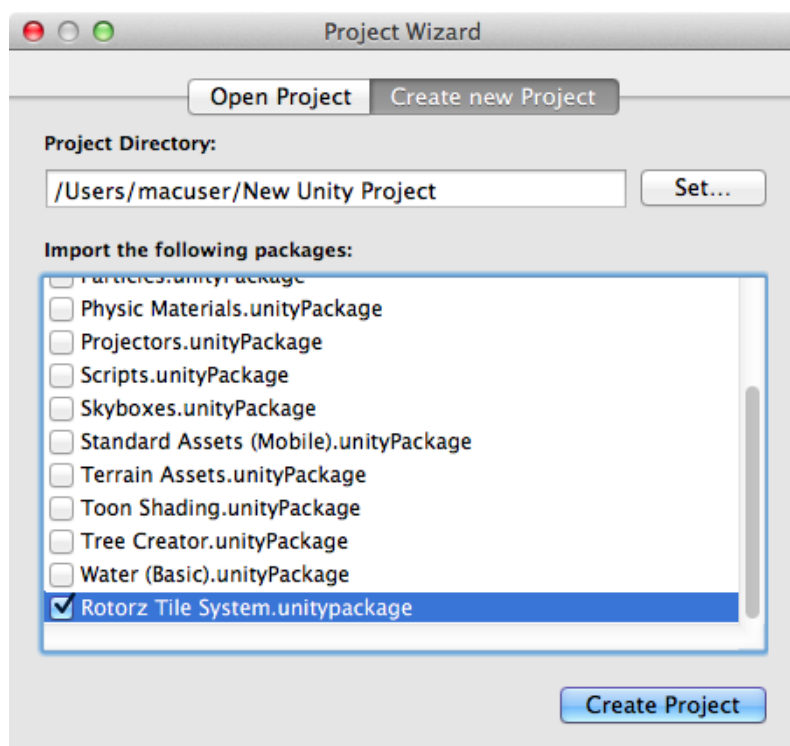 Project Wizard
Open Project Create new Project
Project Directory:
/Users/macuser/New Unity Project Set...
Import the following packages:
Particles.unityPackage
Physic Materials.unityPackage
Projectors.unityPackage
Scripts.unityPackage
Skyboxes.unityPackage
Standard Assets (Mobile).unityPackage
Terrain Assets.unityPackage
Toon Shading.unityPackage
Tree Creator.unityPackage
Water (Basic).unityPackage
Rotorz Tile System.unitypackage
Create Project